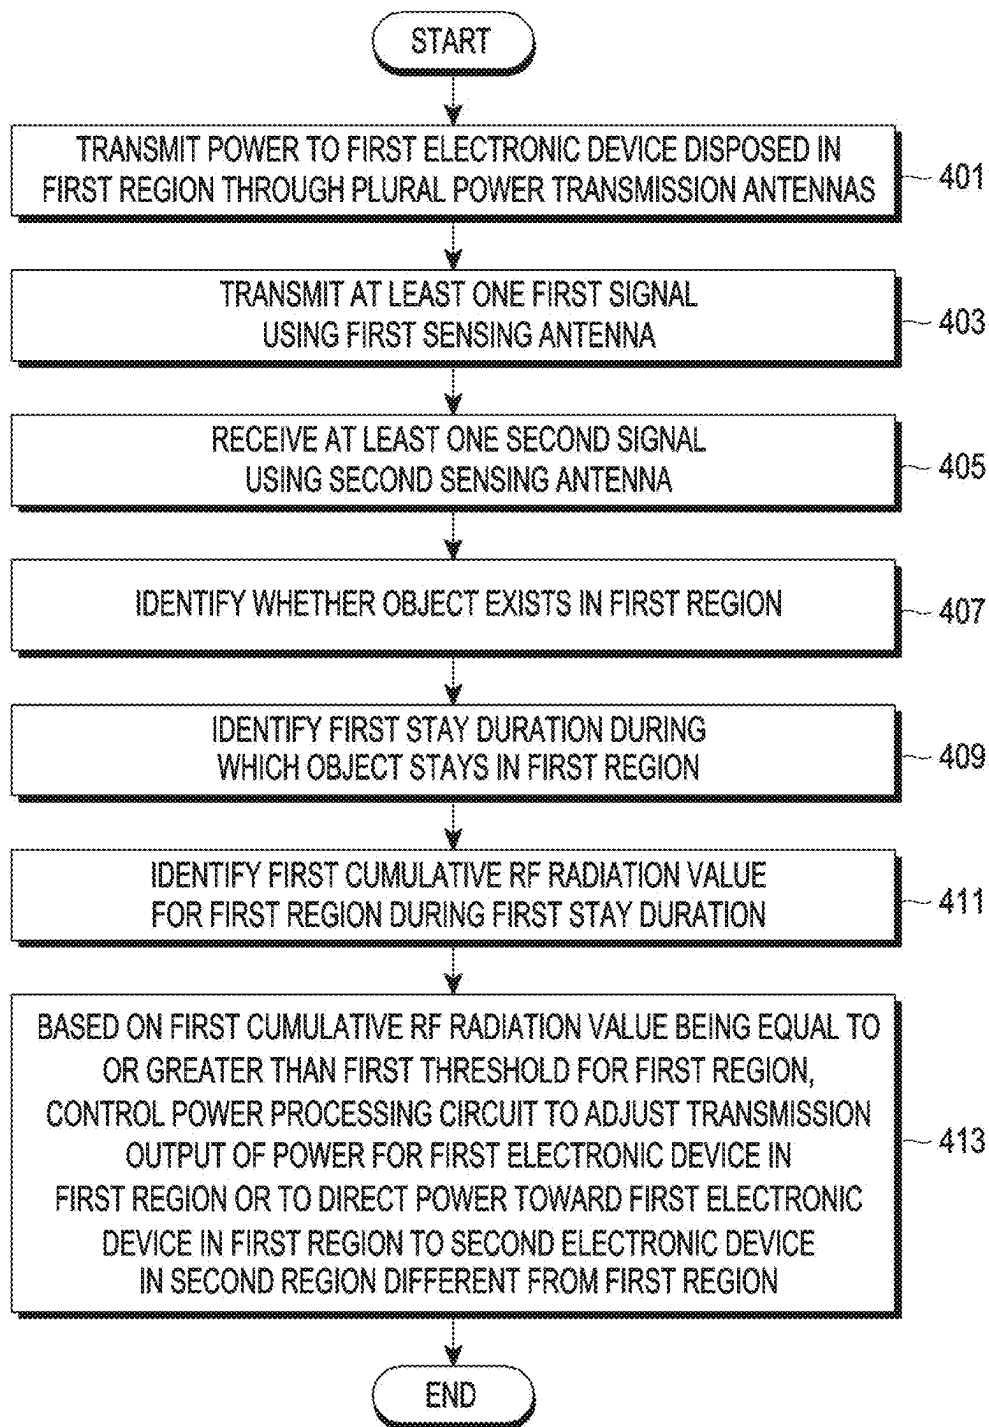 START
TRANSMIT POWER TO FIRST ELECTRONIC DEVICE DISPOSED IN
FIRST REGION THROUGH PLURAL POWER TRANSMISSION ANTENNAS
401
TRANSMIT AT LEAST ONE FIRST SIGNAL
USING FIRST SENSING ANTENNA
403
RECEIVE AT LEAST ONE SECOND SIGNAL
USING SECOND SENSING ANTENNA
405
IDENTIFY WHETHER OBJECT EXISTS IN FIRST REGION
407
IDENTIFY FIRST STAY DURATION DURING
WHICH OBJECT STAYS IN FIRST REGION
409
IDENTIFY FIRST CUMULATIVE RF RADIATION VALUE
FOR FIRST REGION DURING FIRST STAY DURATION
411
BASED ON FIRST CUMULATIVE RF RADIATION VALUE BEING EQUAL TO
OR GREATER THAN FIRST THRESHOLD FOR FIRST REGION,
CONTROL POWER PROCESSING CIRCUIT TO ADJUST TRANSMISSION
OUTPUT OF POWER FOR FIRST ELECTRONIC DEVICE IN
FIRST REGION OR TO DIRECT POWER TOWARD FIRST ELECTRONIC
DEVICE IN FIRST REGION TO SECOND ELECTRONIC DEVICE
IN SECOND REGION DIFFERENT FROM FIRST REGION
413
END